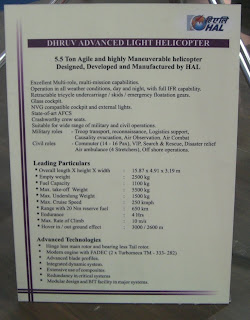 हिएएल
HAL
DHRUV ADVANCED LIGHT HELICOPTER
5.5 Ton Agile and highly Maneuverable helicopter
Designed, Developed and Manufactured by HAL
Excellent Multi-role, multi-mission capabilities.
Operation in all weather conditions, day and night, with full IFR capability.
Retractable tricycle undercarriage / skids / emergency floatation gears.
Glass cockpit.
NVG compatible cockpit and external lights.
State-of-art AFCS
Crashworthy crew seats.
Suitable for wide range of military and civil operations.
Military roles - Troop transport, reconnaissance, Logistics support,
Casualty evacuation, Air Observation, Air Combat
Civil roles - Commuter (14 - 16 Pax), VIP, Search & Rescue, Disaster relief
Air ambulance (4 Stretchers), Off shore operations.
Leading Particulars
Overall length X height X width : 15.87 x 4.91 x 3.19 m
Empty weight : 2500 kg
Fuel Capacity : 1100 kg
Max. take-off Weight : 5500 kg
Max. Underslung Weight : 1500 kg
Max. Cruise Speed : 250 kmph
Range with 20 Min reserve fuel : 650 km
Endurance : 4 Hrs
Max. Rate of Climb : 10 m/s
Hover in / out ground effect : 3000 / 2600 m
Advanced Technologies
Hinge less main rotor and bearing less Tail rotor.
Modern engine with FADEC (2 x Turbomeca TM - 333- 2B2)
Advanced blade profiles.
Integrated dynamic system.
Extensive use of composites
Redundancy in critical systems
Modular design and BIT facility in major systems.